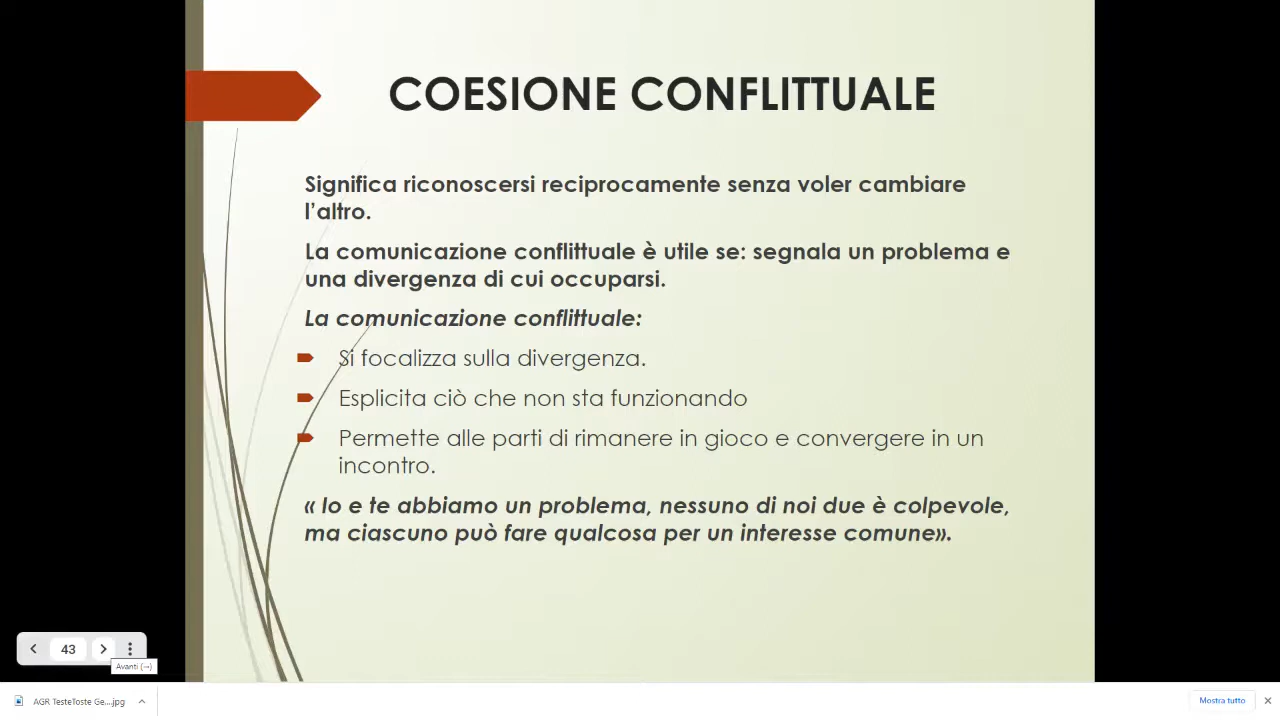 COESIONE CONFLITTUALE
Significa riconoscersi reciprocamente senza voler cambiare
l’altro.
La comunicazione conflittuale è utile se: segnala un problema e
una divergenza di cui occuparsi.
La comunicazione conflittuale:
Si focalizza sulla divergenza.
Esplicita ciò che non sta funzionando
Permette alle parti di rimanere in gioco e convergere in un
incontro.
« Io e te abbiamo un problema, nessuno di noi due è colpevole,
ma ciascuno può fare qualcosa per un interesse comune».
43
Avanti (→)
AGR TesteToste Ge....jpg
Mostra tutto